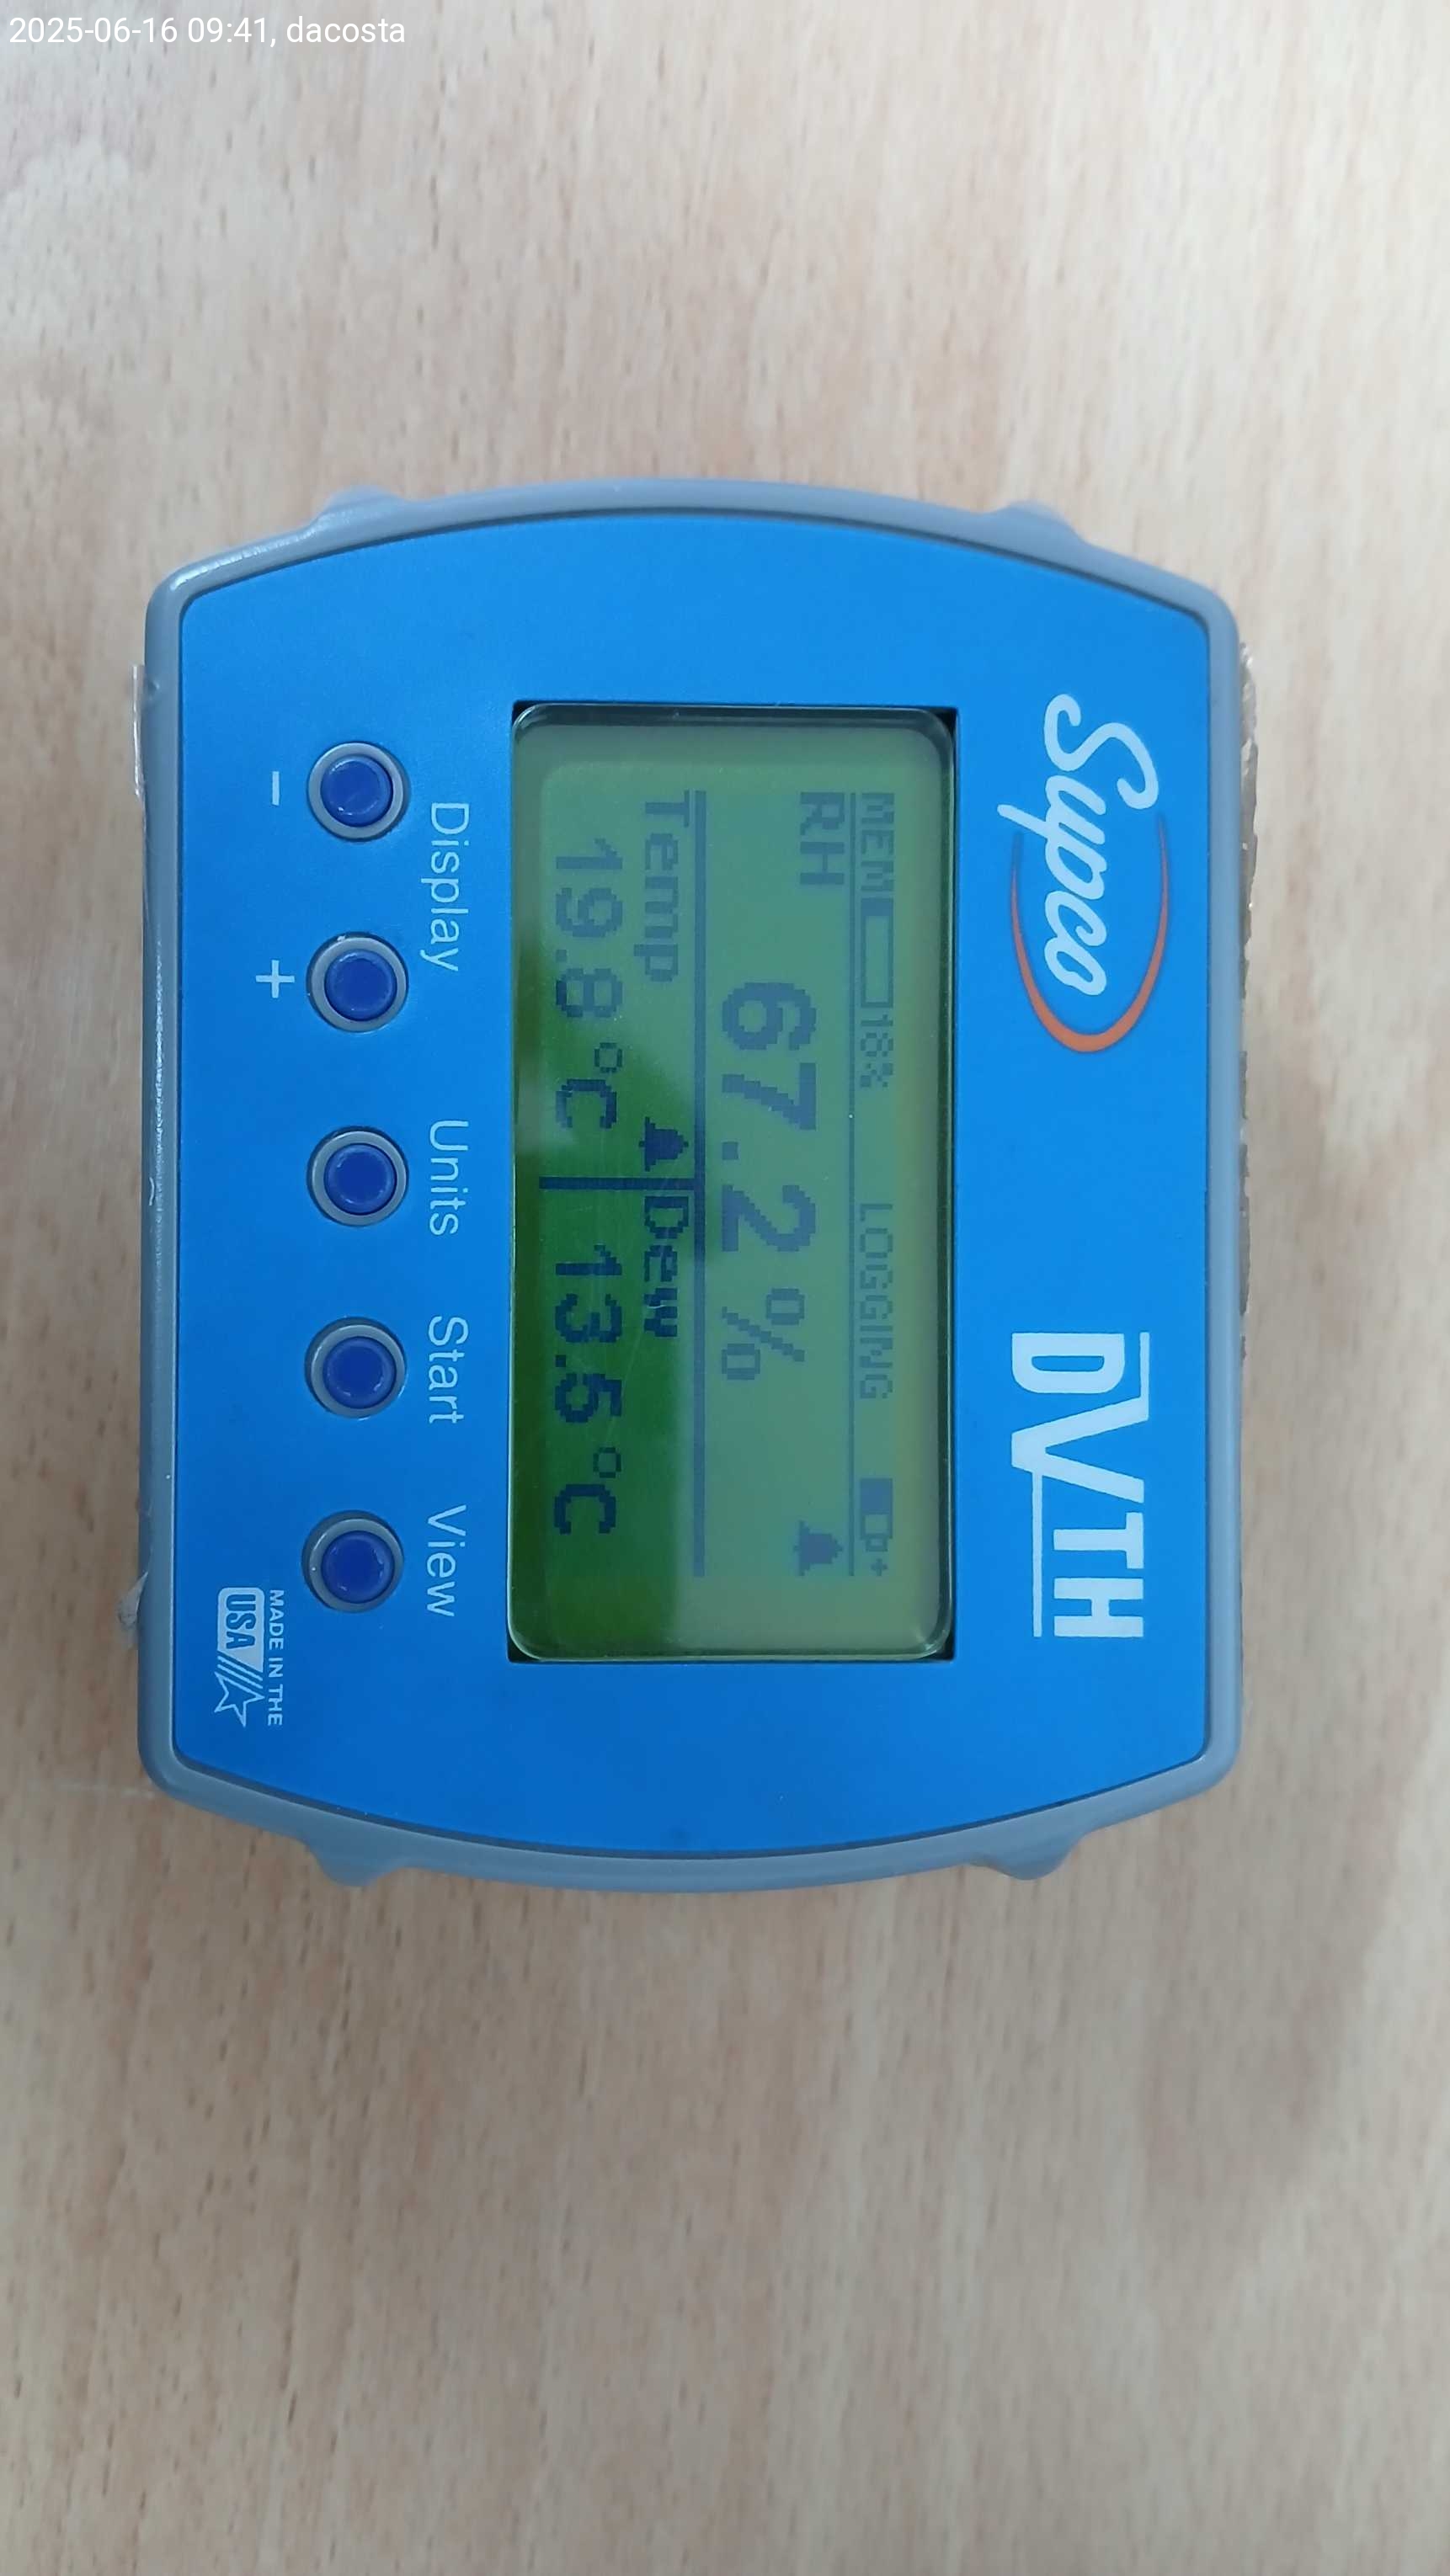 2025-06-16 09:41, dacosta
Supco DVTH
MEM 18% LOGGING
RH
67.2 %
Temp Dew
19.8 °C 13.5 °C
Display Units Start View
- +
MADE IN THE
USA